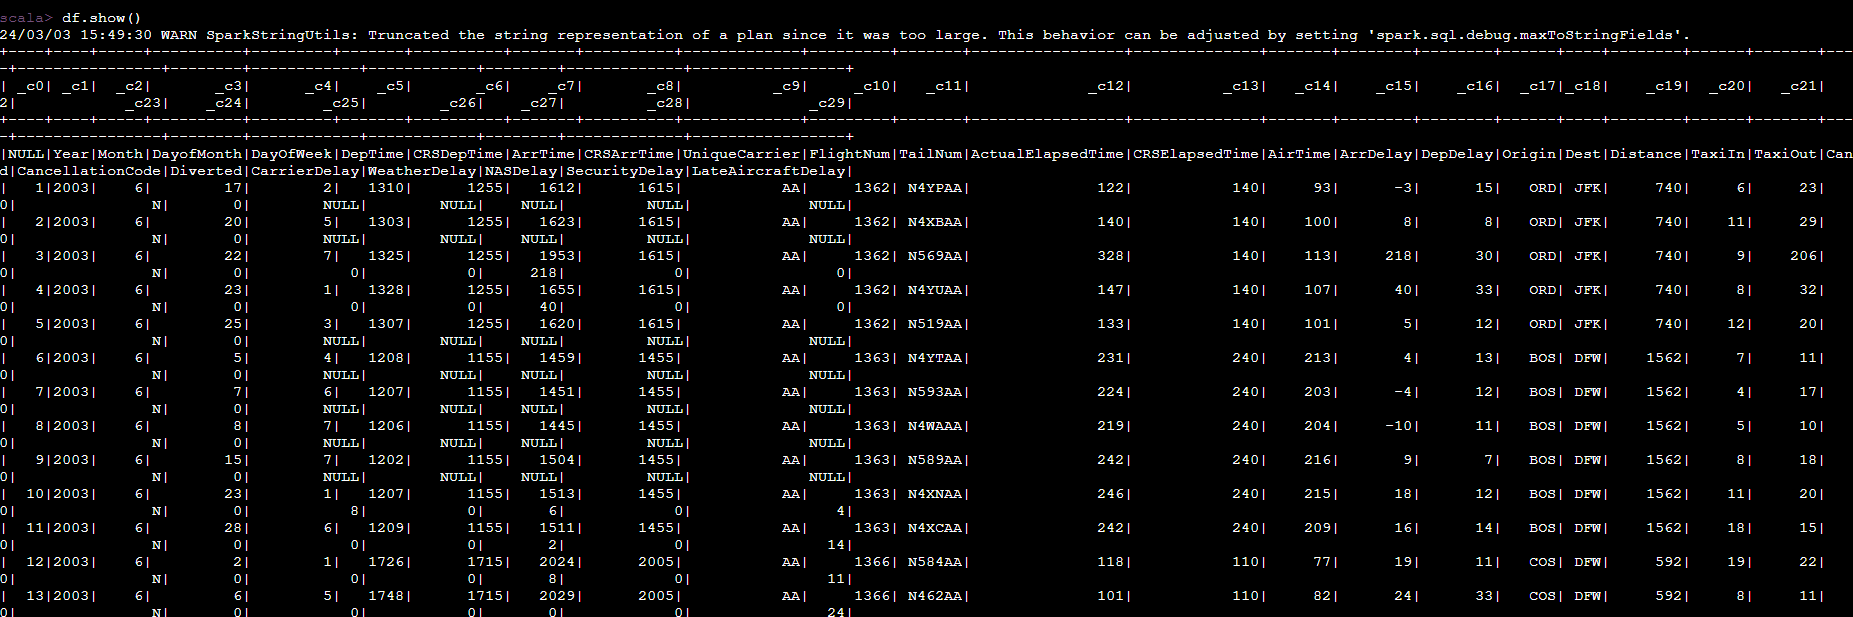 scala> df.show()
24/03/03 15:49:30 WARN SparkStringUtils: Truncated the string representation of a plan since it was too large. This behavior can be adjusted by setting 'spark.sql.debug.maxToStringFields'.
+----+----+-----+----------+---------+-------+----------+-------+----------+-------------+---------+-------+-----------------+--------------+-------+--------+--------+------+----+--------+------+-------+---
-+----------------+--------+------------+------------+--------+-------------+-----------------+
| _c0| _c1| _c2| _c3| _c4| _c5| _c6| _c7| _c8| _c9| _c10| _c11| _c12| _c13| _c14| _c15| _c16| _c17|_c18| _c19| _c20| _c21|
2| _c23| _c24| _c25| _c26| _c27| _c28| _c29|
+----+----+-----+----------+---------+-------+----------+-------+----------+-------------+---------+-------+-----------------+--------------+-------+--------+--------+------+----+--------+------+-------+---
-+----------------+--------+------------+------------+--------+-------------+-----------------+
|NULL|Year|Month|DayofMonth|DayOfWeek|DepTime|CRSDepTime|ArrTime|CRSArrTime|UniqueCarrier|FlightNum|TailNum|ActualElapsedTime|CRSElapsedTime|AirTime|ArrDelay|DepDelay|Origin|Dest|Distance|TaxiIn|TaxiOut|Can
d|CancellationCode|Diverted|CarrierDelay|WeatherDelay|NASDelay|SecurityDelay|LateAircraftDelay|
| 1|2003| 6| 17| 2| 1310| 1255| 1612| 1615| AA| 1362| N4YPAA| 122| 140| 93| -3| 15| ORD| JFK| 740| 6| 23|
0| N| 0| NULL| NULL| NULL| NULL| NULL|
| 2|2003| 6| 20| 5| 1303| 1255| 1623| 1615| AA| 1362| N4XBAA| 140| 140| 100| 8| 8| ORD| JFK| 740| 11| 29|
0| N| 0| NULL| NULL| NULL| NULL| NULL|
| 3|2003| 6| 22| 7| 1325| 1255| 1953| 1615| AA| 1362| N569AA| 328| 140| 113| 218| 30| ORD| JFK| 740| 9| 206|
0| N| 0| 0| 0| 218| 0| 0|
| 4|2003| 6| 23| 1| 1328| 1255| 1655| 1615| AA| 1362| N4YUAA| 147| 140| 107| 40| 33| ORD| JFK| 740| 8| 32|
0| N| 0| 0| 0| 40| 0| 0|
| 5|2003| 6| 25| 3| 1307| 1255| 1620| 1615| AA| 1362| N519AA| 133| 140| 101| 5| 12| ORD| JFK| 740| 12| 20|
0| N| 0| NULL| NULL| NULL| NULL| NULL|
| 6|2003| 6| 5| 4| 1208| 1155| 1459| 1455| AA| 1363| N4YTAA| 231| 240| 213| 4| 13| BOS| DFW| 1562| 7| 11|
0| N| 0| NULL| NULL| NULL| NULL| NULL|
| 7|2003| 6| 7| 6| 1207| 1155| 1451| 1455| AA| 1363| N593AA| 224| 240| 203| -4| 12| BOS| DFW| 1562| 4| 17|
0| N| 0| NULL| NULL| NULL| NULL| NULL|
| 8|2003| 6| 8| 7| 1206| 1155| 1445| 1455| AA| 1363| N4WAAA| 219| 240| 204| -10| 11| BOS| DFW| 1562| 5| 10|
0| N| 0| NULL| NULL| NULL| NULL| NULL|
| 9|2003| 6| 15| 7| 1202| 1155| 1504| 1455| AA| 1363| N589AA| 242| 240| 216| 9| 7| BOS| DFW| 1562| 8| 18|
0| N| 0| NULL| NULL| NULL| NULL| NULL|
| 10|2003| 6| 23| 1| 1207| 1155| 1513| 1455| AA| 1363| N4XNAA| 246| 240| 215| 18| 12| BOS| DFW| 1562| 11| 20|
0| N| 0| 8| 0| 6| 0| 4|
| 11|2003| 6| 28| 6| 1209| 1155| 1511| 1455| AA| 1363| N4XCAA| 242| 240| 209| 16| 14| BOS| DFW| 1562| 18| 15|
0| N| 0| 0| 0| 2| 0| 14|
| 12|2003| 6| 2| 1| 1726| 1715| 2024| 2005| AA| 1366| N584AA| 118| 110| 77| 19| 11| COS| DFW| 592| 19| 22|
0| N| 0| 0| 0| 8| 0| 11|
| 13|2003| 6| 6| 5| 1748| 1715| 2029| 2005| AA| 1366| N462AA| 101| 110| 82| 24| 33| COS| DFW| 592| 8| 11|
0| N| 0| 0| 0| 0| 0| 24|